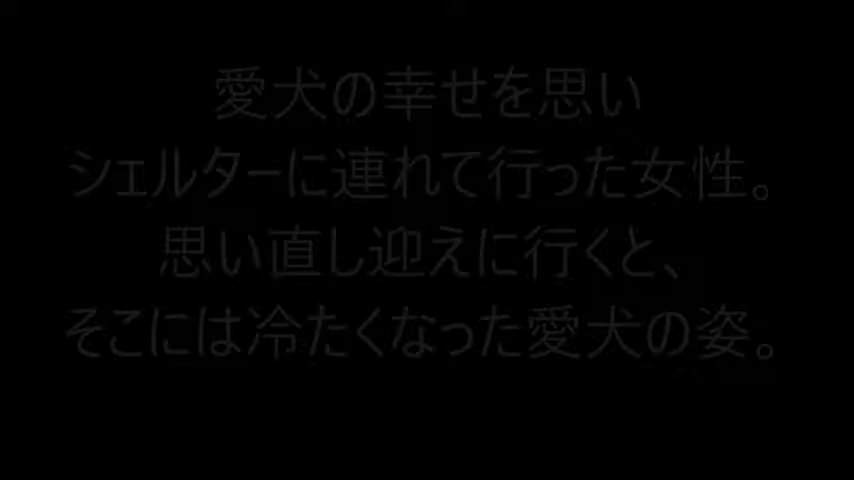 愛犬の幸せを思い
シェルターに連れて行った女性。
思い直し迎えに行くと、
そこには冷たくなった愛犬の姿。